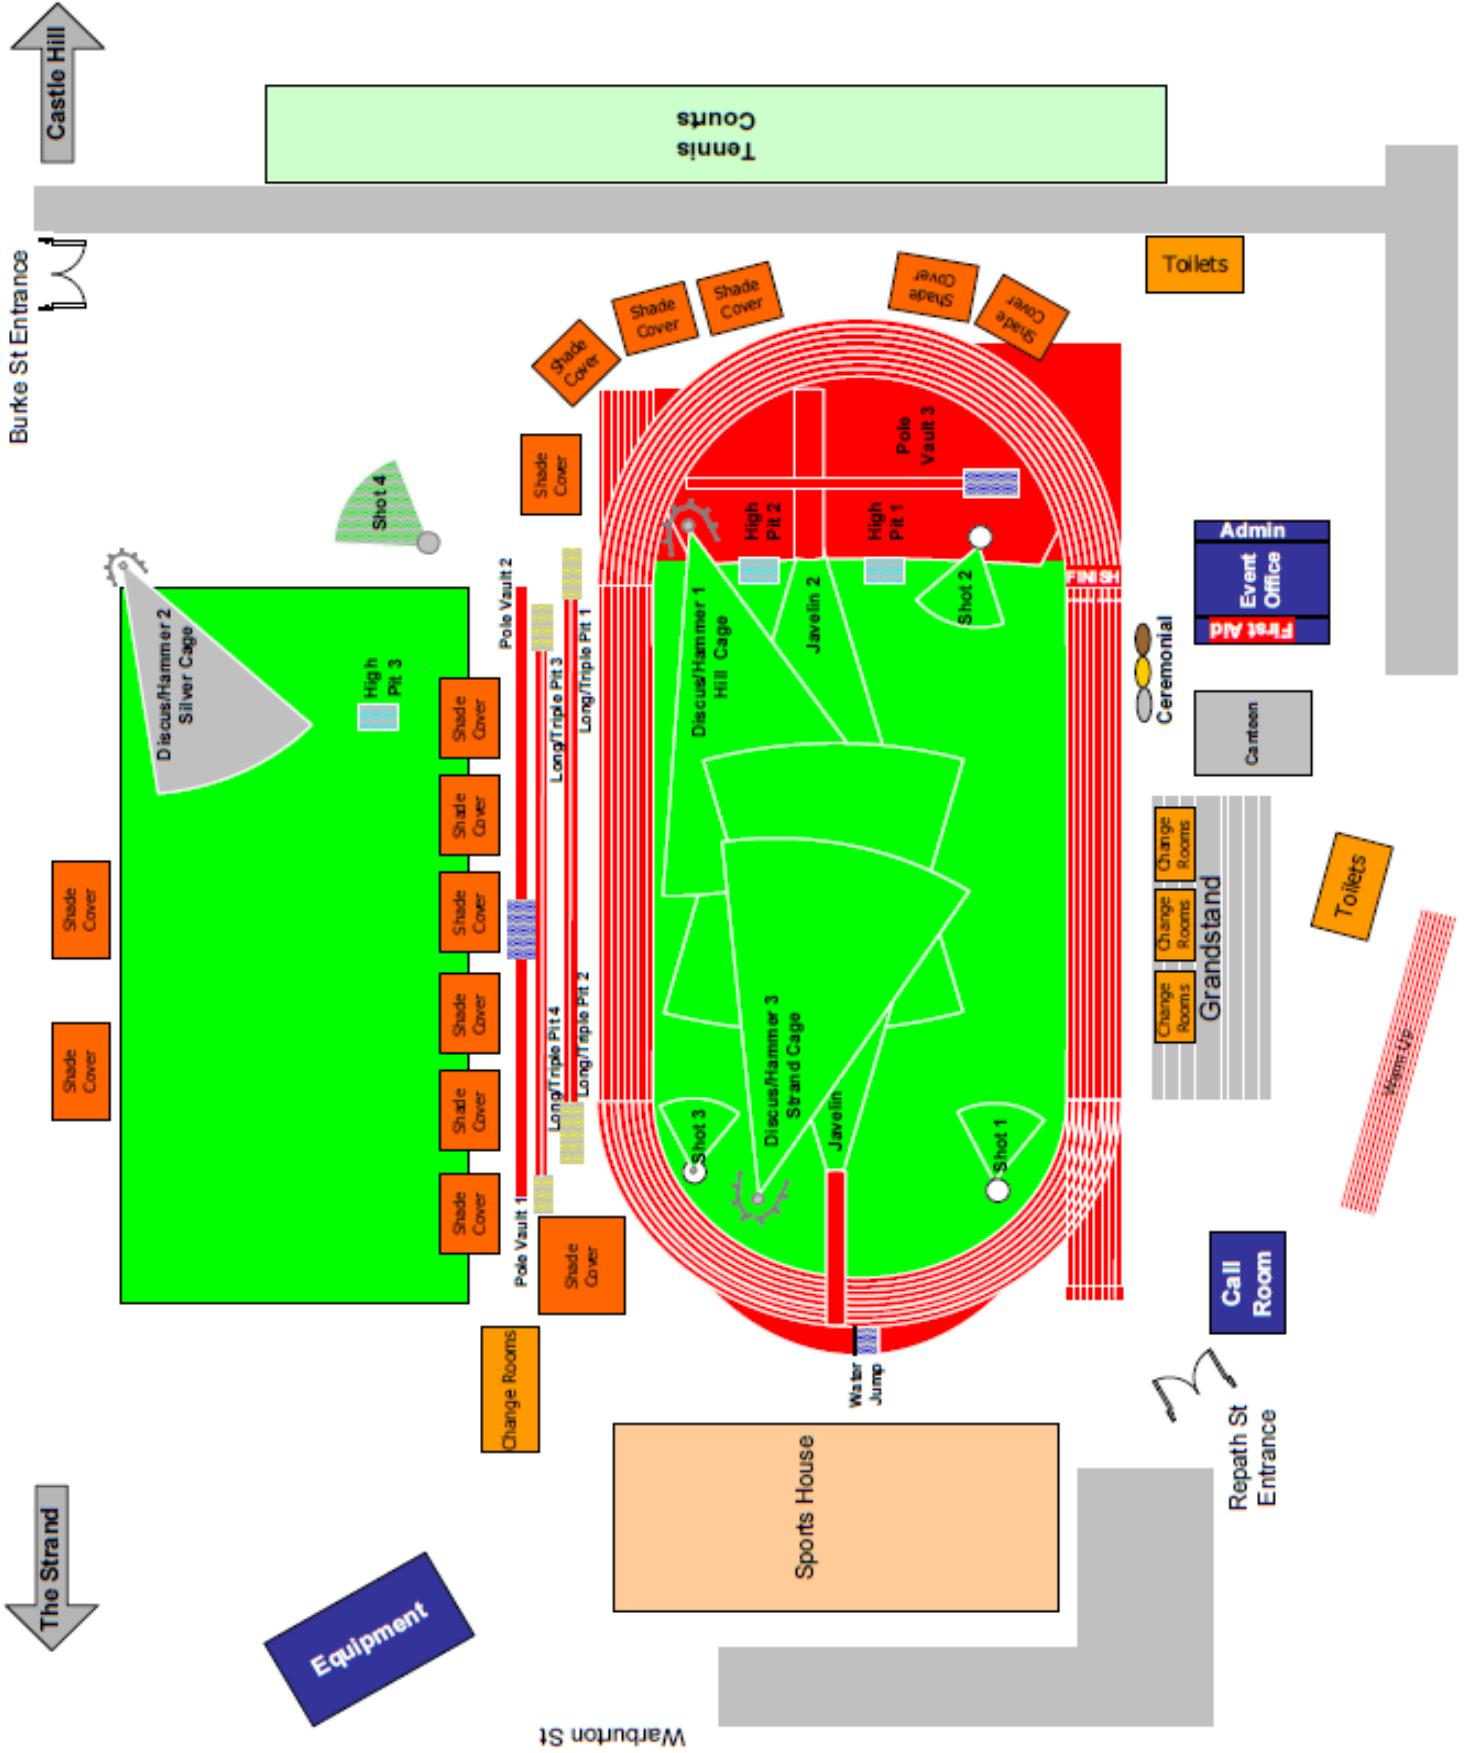 Castle Hill
Burke St Entrance
Tennis
Courts
Toilets
Shade
Cover
Shade
Cover
Shade
Cover
Shade
Cover
Shade
Cover
Shade
Cover
Shot 4
Pole
Vault 3
High
Pit 2
High
Pit 1
Discus/Hammer 2
Silver Cage
High
Pit 3
Pole Vault 2
Long/Triple Pit 3
Long/Triple Pit 1
Discus/Hammer 1
Hill Cage
Javelin 2
Shot 2
FINISH
Admin
Event
Office
First Aid
Ceremonial
Canteen
Shade
Cover
Shade
Cover
Shade
Cover
Shade
Cover
Shade
Cover
Shade
Cover
Shade
Cover
Shade
Cover
Change
Rooms
Change
Rooms
Change
Rooms
Grandstand
Toilets
Warm Up
Long/Triple Pit 4
Long/Triple Pit 2
Pole Vault 1
Shade
Cover
Shot 3
Discus/Hammer 3
Strand Cage
Javelin
Shot 1
Call
Room
Change Rooms
Water
Jump
Repath St
Entrance
Sports House
The Strand
Equipment
Warburton St